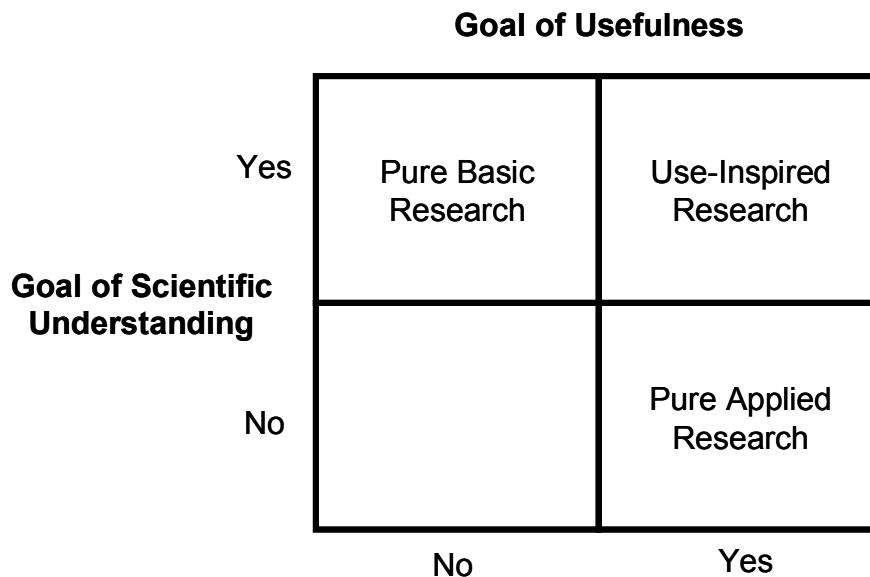 Goal of Usefulness
Yes
Pure Basic
Research
Use-Inspired
Research
Goal of Scientific
Understanding
No
Pure Applied
Research
No
Yes